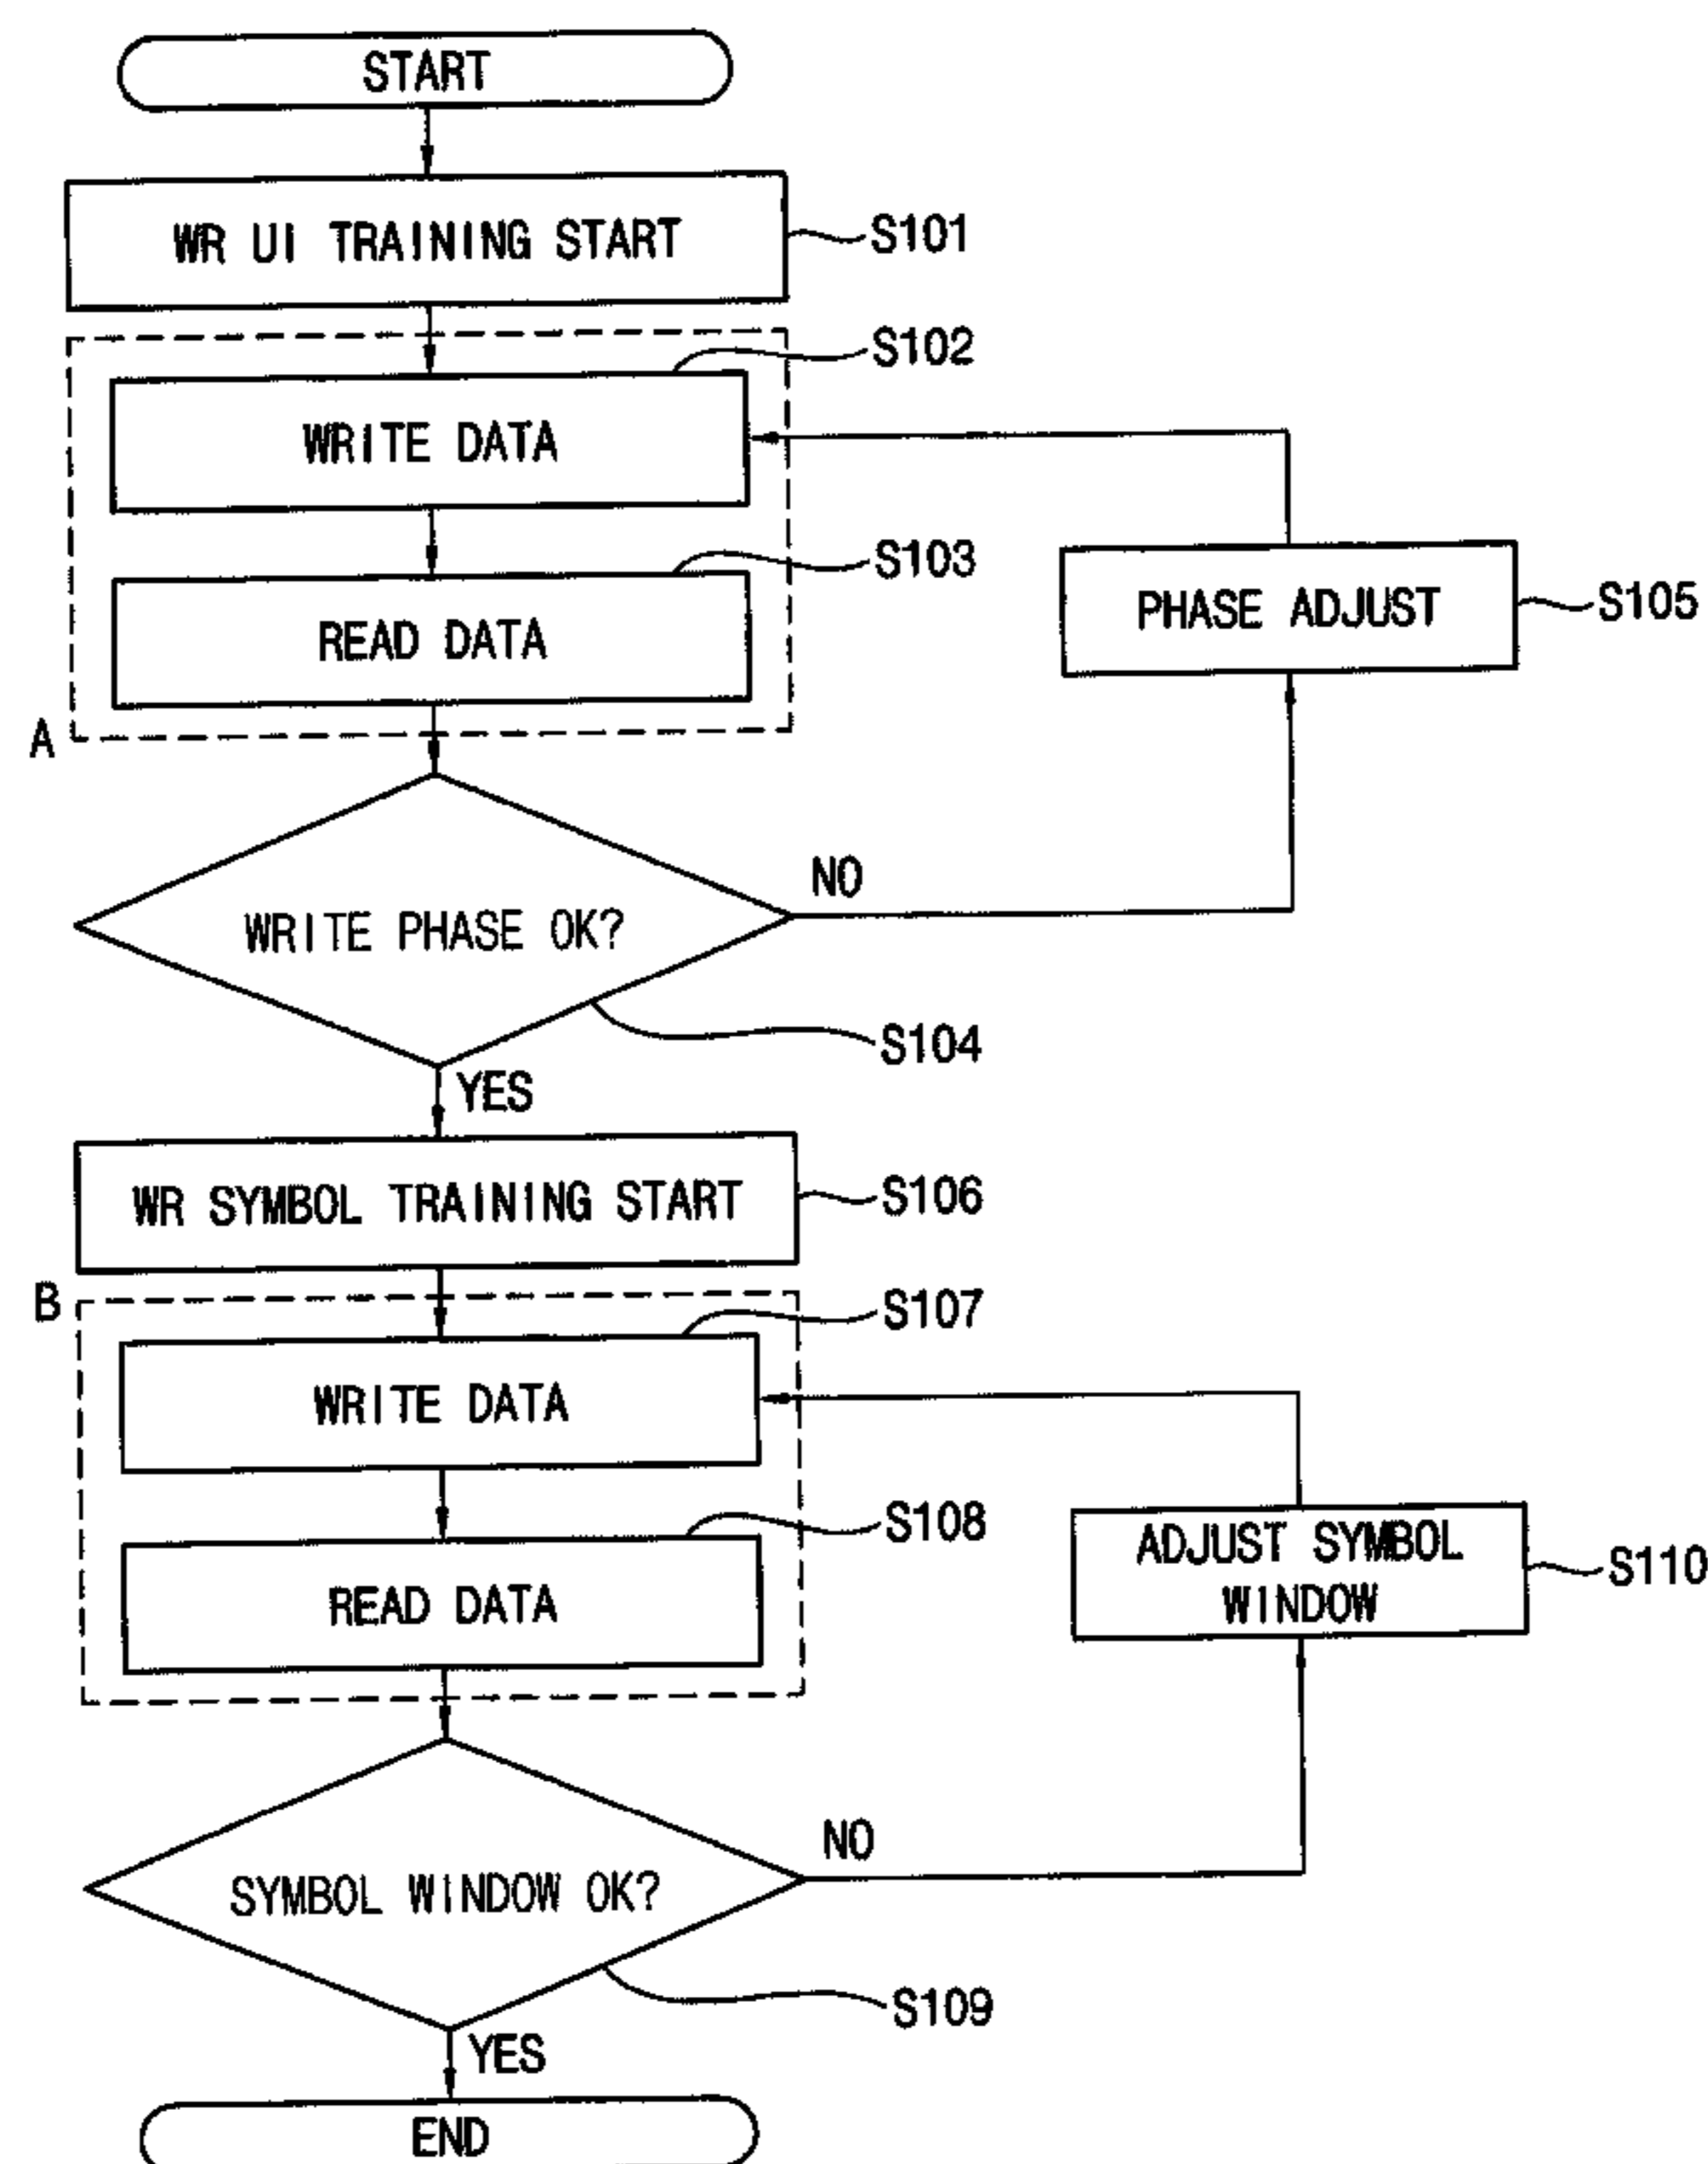 START
WR UI TRAINING START
S101
S102
WRITE DATA
S103
READ DATA
PHASE ADJUST
S105
A
WRITE PHASE OK?
NO
S104
YES
WR SYMBOL TRAINING START
S106
B
S107
WRITE DATA
S108
READ DATA
ADJUST SYMBOL
WINDOW
S110
SYMBOL WINDOW OK?
NO
S109
YES
END